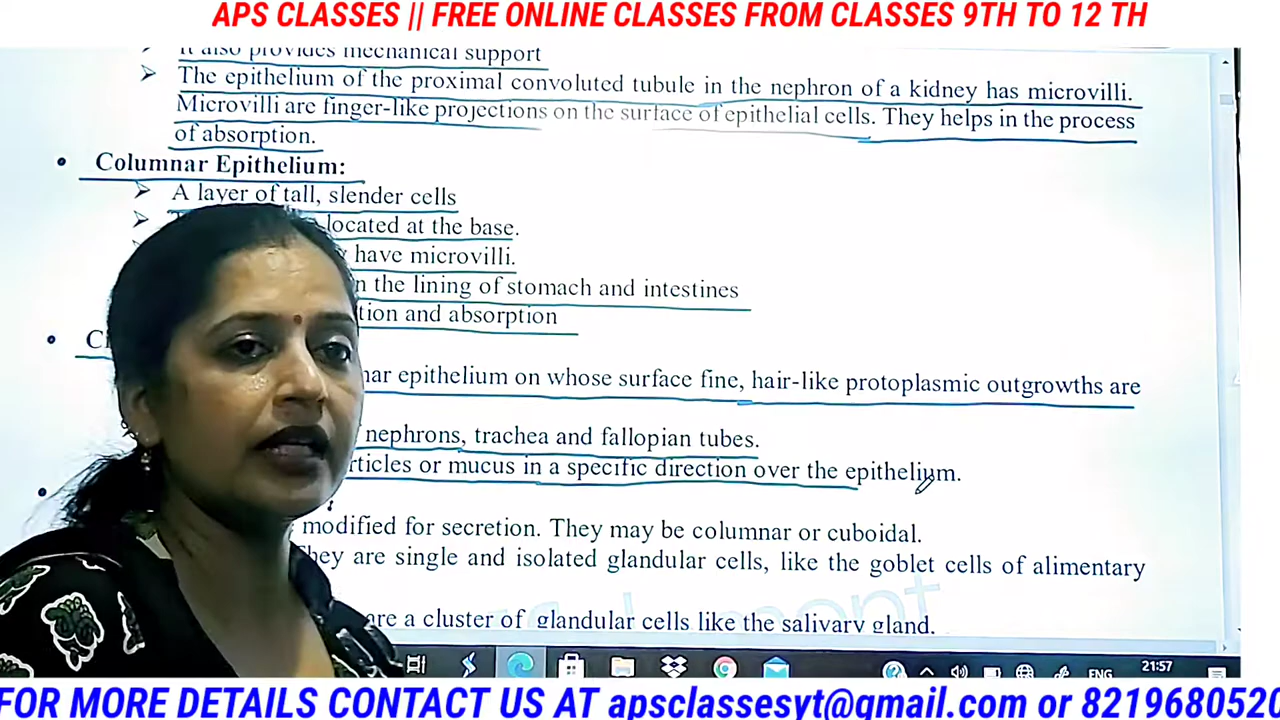 APS CLASSES || FREE ONLINE CLASSES FROM CLASSES 9TH TO 12 TH
It also provides mechanical support
The epithelium of the proximal convoluted tubule in the nephron of a kidney has microvilli.
Microvilli are finger-like projections on the surface of epithelial cells. They helps in the process
of absorption.
Columnar Epithelium:
A layer of tall, slender cells
located at the base.
have microvilli.
the lining of stomach and intestines
and absorption
epithelium on whose surface fine, hair-like protoplasmic outgrowths are
nephrons, trachea and fallopian tubes.
or mucus in a specific direction over the epithelium.
modified for secretion. They may be columnar or cuboidal.
They are single and isolated glandular cells, like the goblet cells of alimentary
are a cluster of glandular cells like the salivary gland.
ENG
21:57
FOR MORE DETAILS CONTACT US AT apsclassesyt@gmail.com or 8219680520